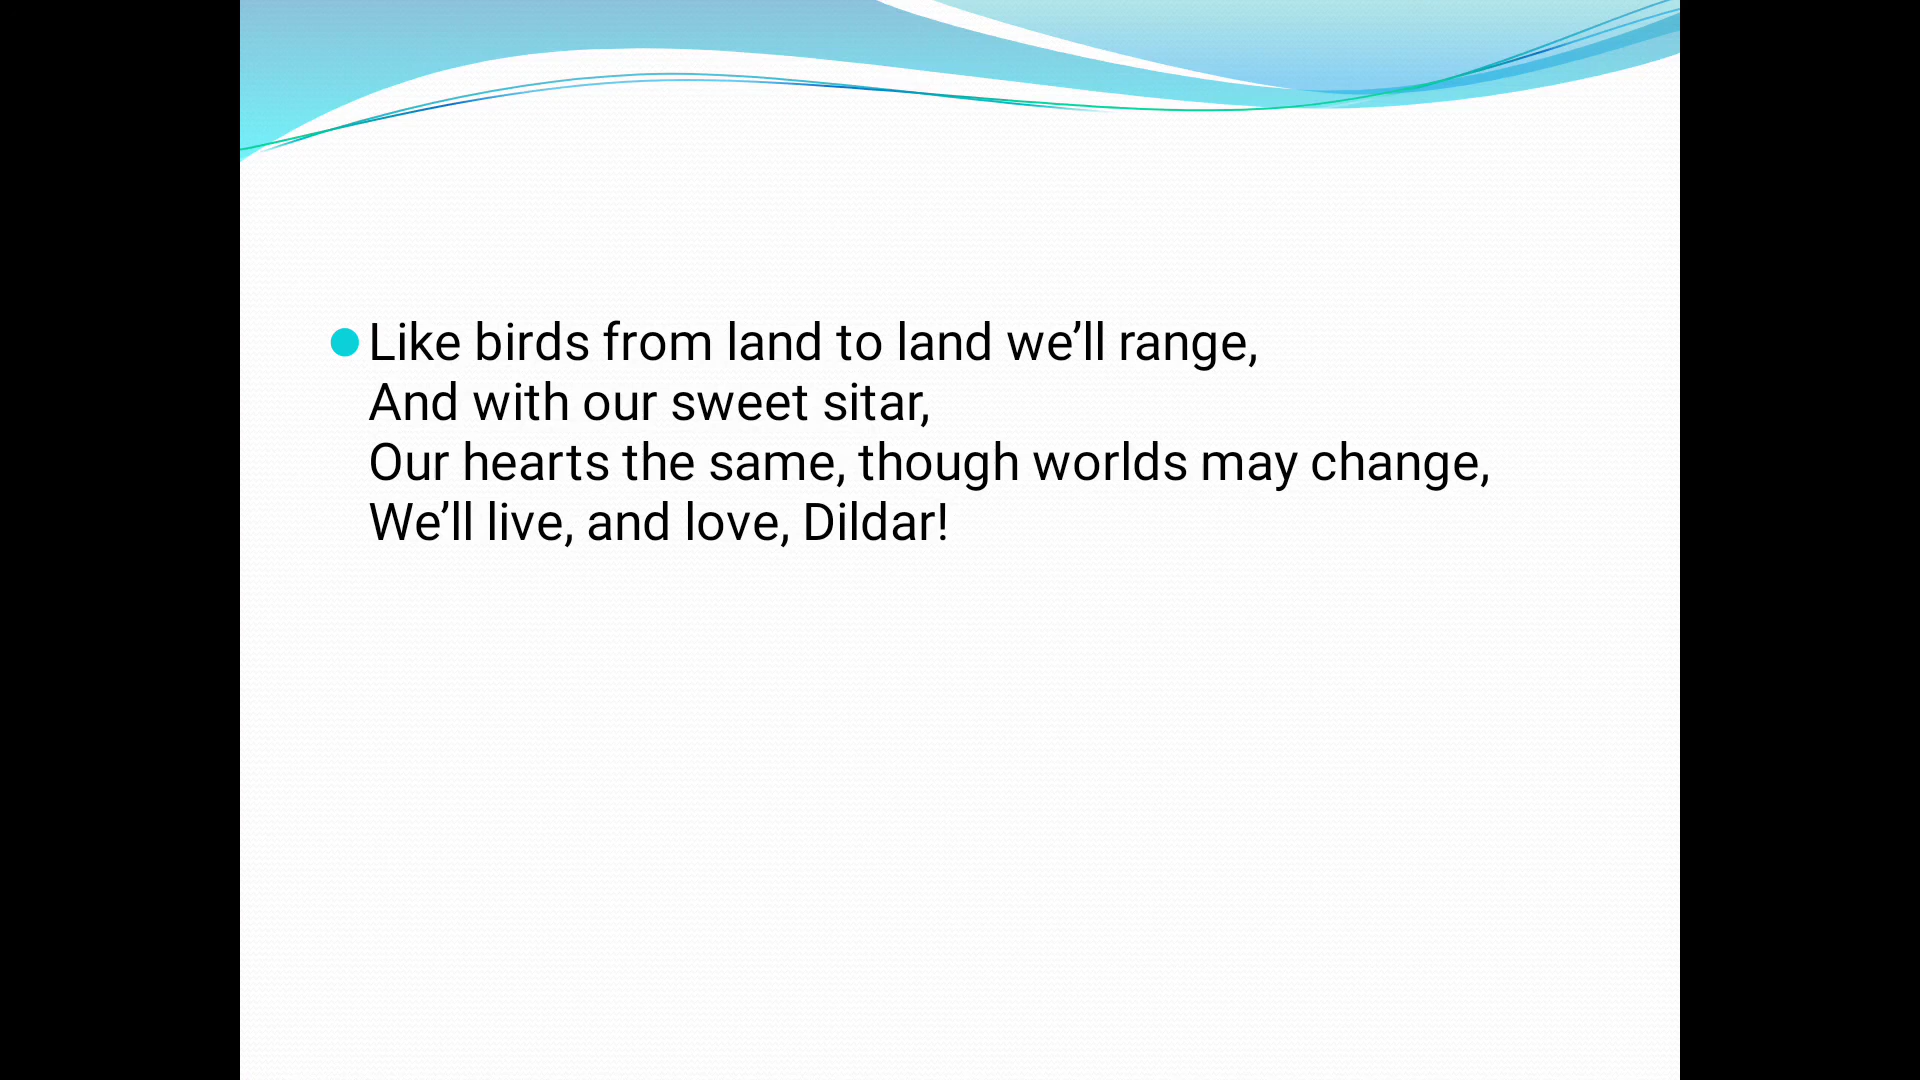 Like birds from land to land we’ll range,
And with our sweet sitar,
Our hearts the same, though worlds may change,
We’ll live, and love, Dildar!